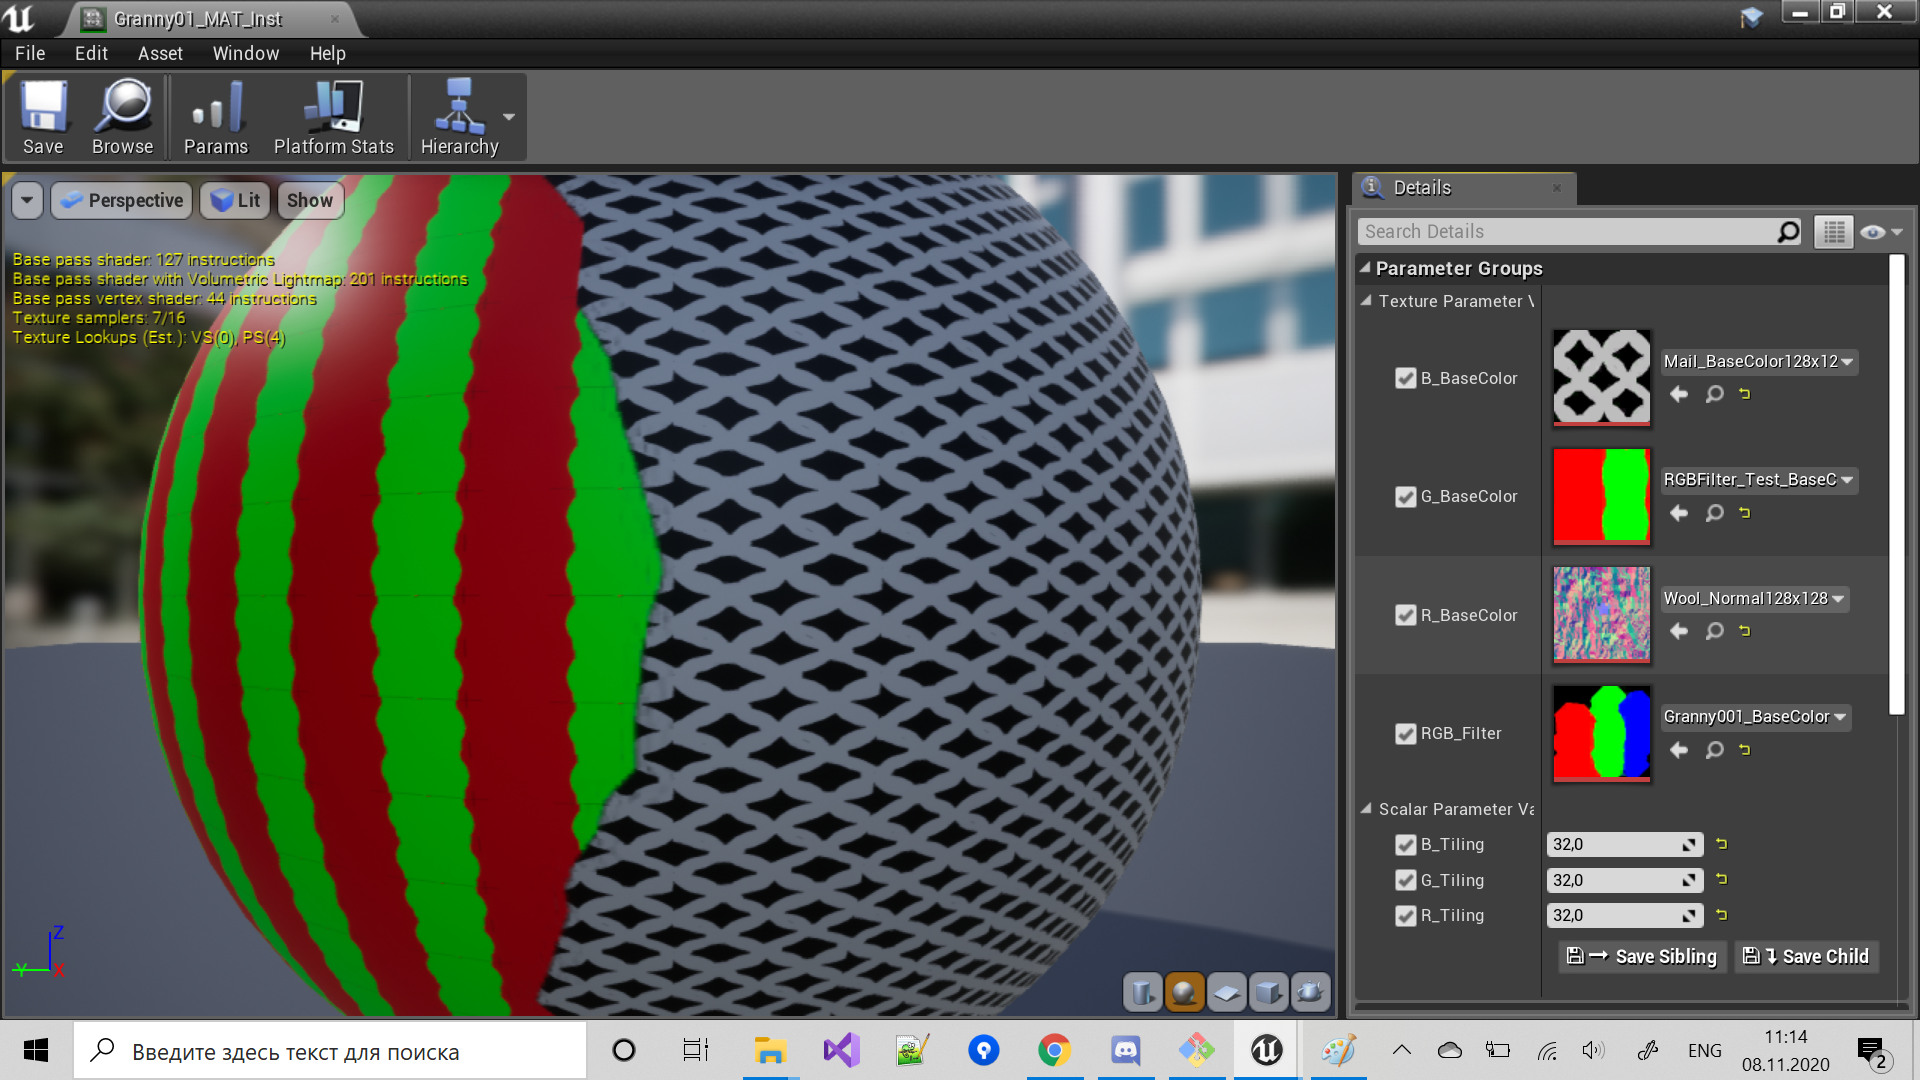 Granny01_MAT_Inst
File Edit Asset Window Help
Save Browse Params Platform Stats Hierarchy
Perspective Lit Show
Base pass shader: 127 instructions
Base pass shader with Volumetric Lightmap: 201 instructions
Base pass vertex shader: 44 instructions
Texture samplers: 7/16
Texture Lookups (Est.): VS(0), PS(4)
Z
Y X
Details
Search Details
Parameter Groups
Texture Parameter V
B_BaseColor Mail_BaseColor128x12
G_BaseColor RGBFilter_Test_BaseC
R_BaseColor Wool_Normal128x128
RGB_Filter Granny001_BaseColor
Scalar Parameter Va
B_Tiling 32,0
G_Tiling 32,0
R_Tiling 32,0
Save Sibling Save Child
Введите здесь текст для поиска
ENG
11:14
08.11.2020
2